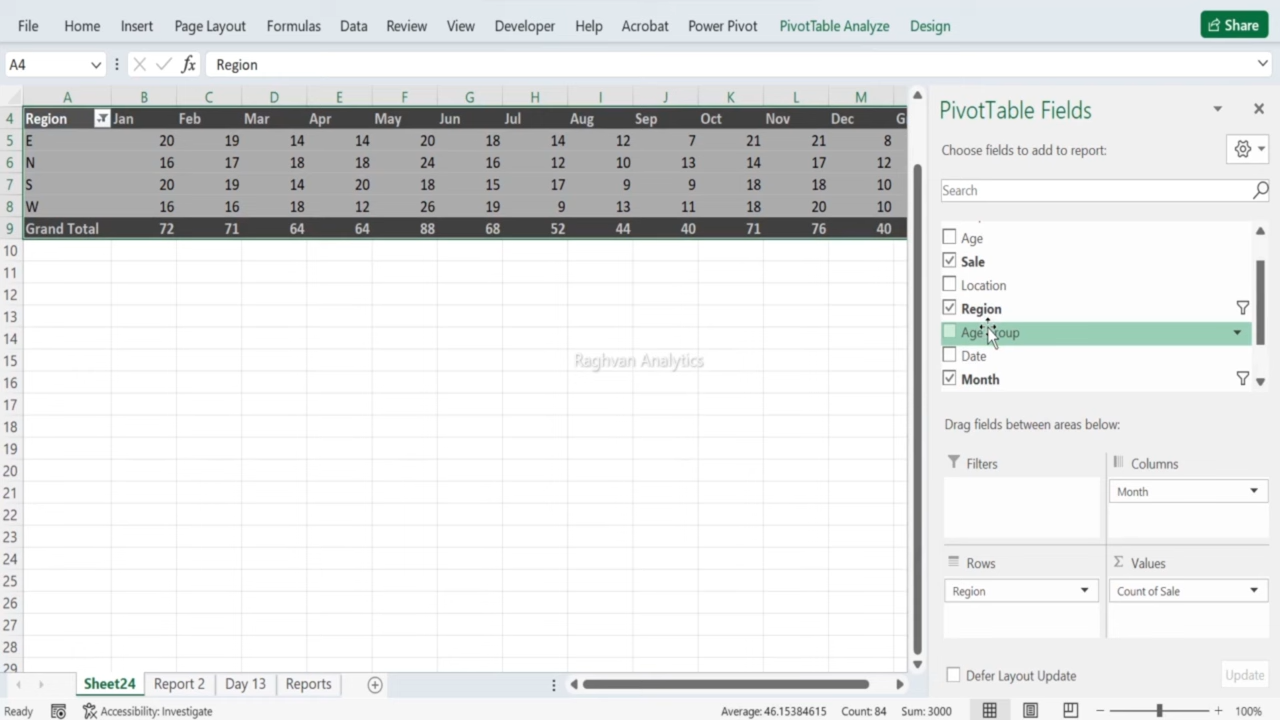 File Home Insert Page Layout Formulas Data Review View Developer Help Acrobat Power Pivot PivotTable Analyze Design Share
A4 fx Region
A B C D E F G H I J K L M
4 Region Jan Feb Mar Apr May Jun Jul Aug Sep Oct Nov Dec G
5 E 20 19 14 14 20 18 14 12 7 21 21 8
6 N 16 17 18 18 24 16 12 10 13 14 17 12
7 S 20 19 14 20 18 15 17 9 9 18 18 10
8 W 16 16 18 12 26 19 9 13 11 18 20 10
9 Grand Total 72 71 64 64 88 68 52 44 40 71 76 40
10
11
12
13
14
15
16
17
18
19
20
21
22
23
24
25
26
27
28
29
Raghvan Analytics
PivotTable Fields
Choose fields to add to report:
Search
Age
Sale
Location
Region
Age Group
Date
Month
Drag fields between areas below:
Filters
Columns
Month
Rows
Region
Σ Values
Count of Sale
Defer Layout Update Update
Sheet24 Report 2 Day 13 Reports
Ready Accessibility: Investigate Average: 46.15384615 Count: 84 Sum: 3000 100%